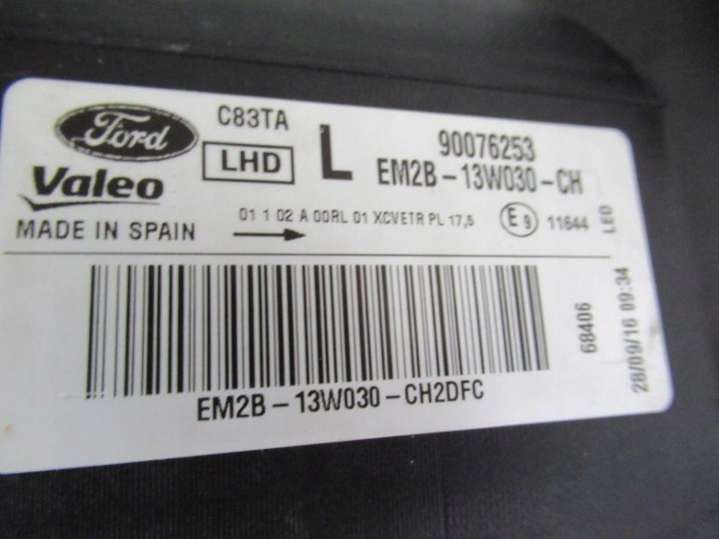 Ford
C83TA
90076253
Valeo
LHD
L
EM2B-13W030-CH
MADE IN SPAIN
01 1 02 A 00RL 01 XCVETR PL 17,5
E9
11644
LED
EM2B-13W030-CH2DFC
68406
28/09/16 09:34